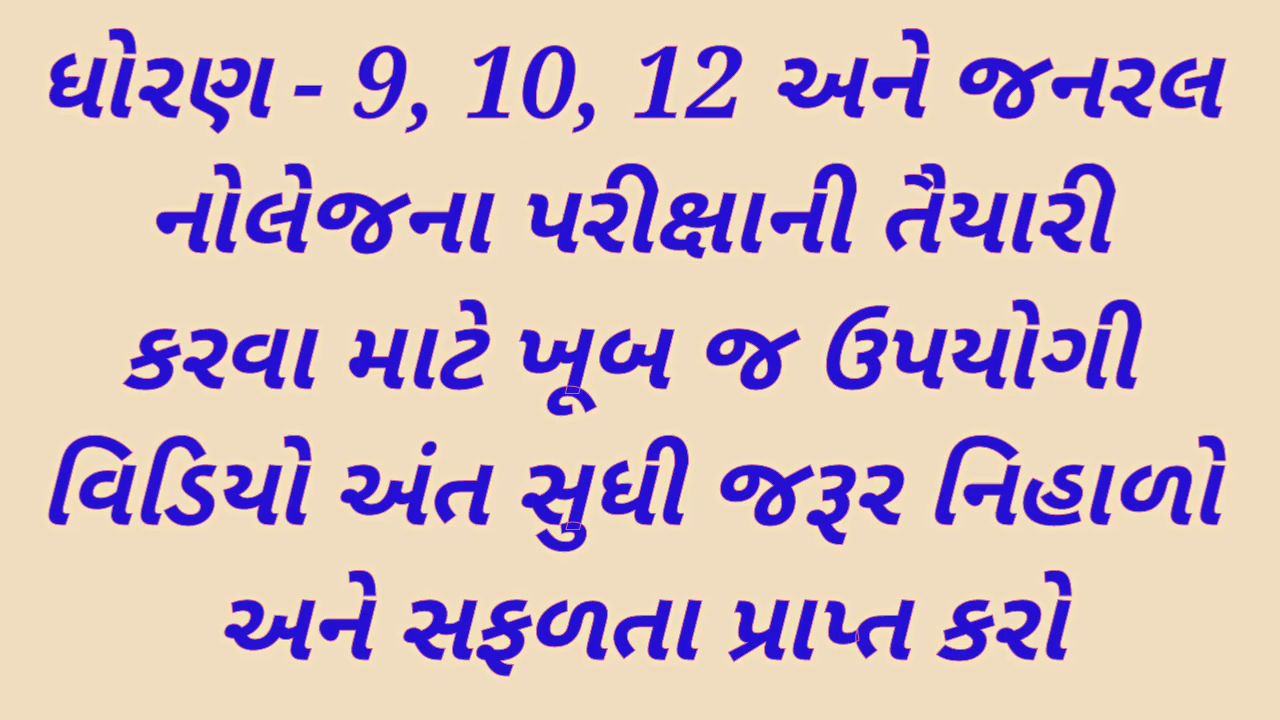 ધોરણ - 9, 10, 12 અને જનરલ
નોલેજના પરીક્ષાની તૈયારી
કરવા માટે ખૂબ જ ઉપયોગી
વિડિયો અંત સુધી જરૂર નિહાળો
અને સફળતા પ્રાપ્ત કરો